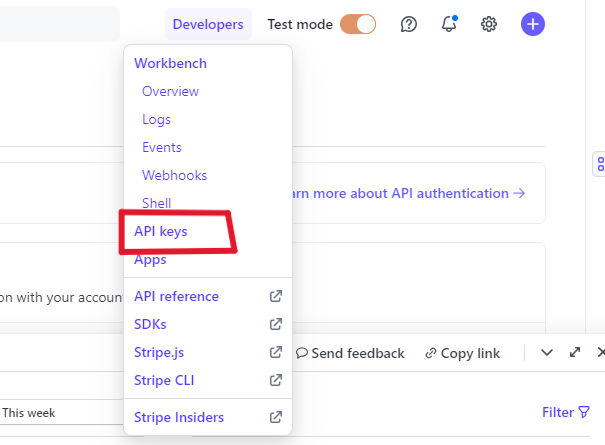 Developers
Test mode
Workbench
Overview
Logs
Events
Webhooks
Shell
arn more about API authentication
API keys
Apps
on with your accoun
API reference
SDKs
Stripe.js
Send feedback
Copy link
Stripe CLI
This week
Filter
Stripe Insiders